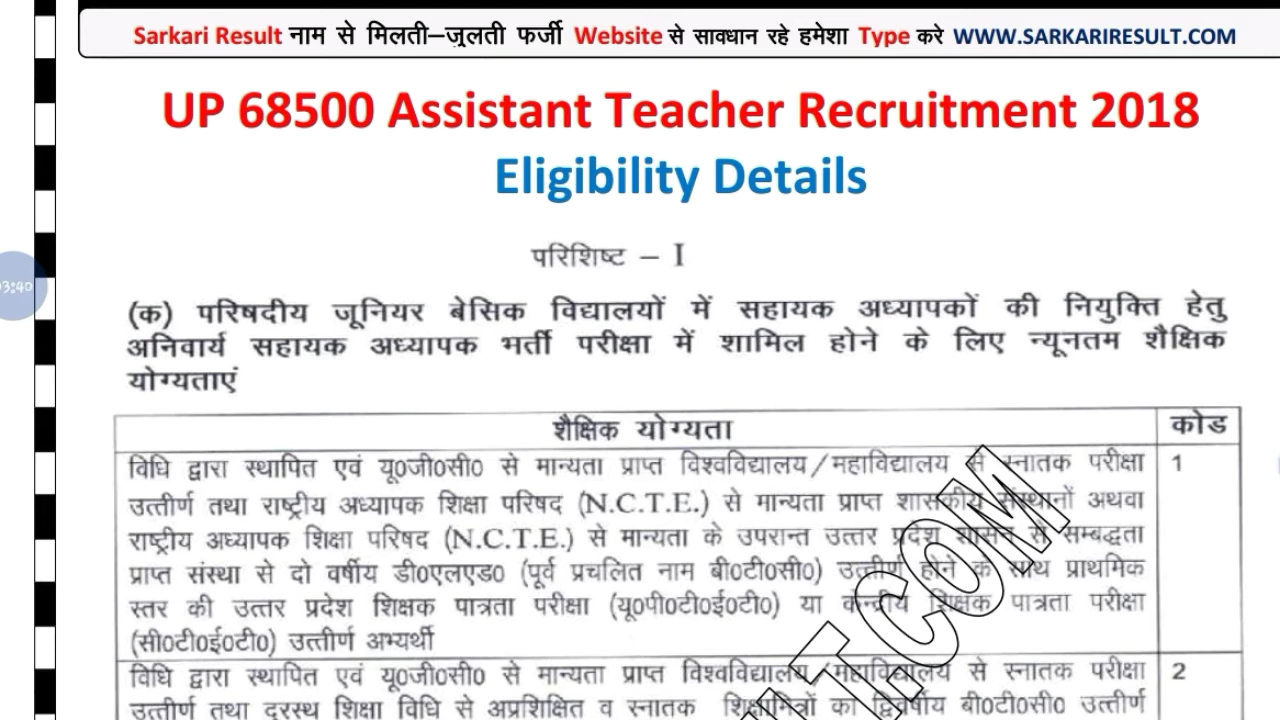 Sarkari Result नाम से मिलती–जुलती फर्जी Website से सावधान रहे हमेशा Type करे WWW.SARKARIRESULT.COM
UP 68500 Assistant Teacher Recruitment 2018
Eligibility Details
परिशिष्ट – I
03:40
(क) परिषदीय जूनियर बेसिक विद्यालयों में सहायक अध्यापकों की नियुक्ति हेतु
अनिवार्य सहायक अध्यापक भर्ती परीक्षा में शामिल होने के लिए न्यूनतम शैक्षिक
योग्यताएं
शैक्षिक योग्यता कोड
विधि द्वारा स्थापित एवं यू0जी0सी0 से मान्यता प्राप्त विश्वविद्यालय/महाविद्यालय से स्नातक परीक्षा 1
उत्तीर्ण तथा राष्ट्रीय अध्यापक शिक्षा परिषद (N.C.T.E.) से मान्यता प्राप्त शासकीय संस्थानों अथवा
राष्ट्रीय अध्यापक शिक्षा परिषद (N.C.T.E.) से मान्यता के उपरान्त उत्तर प्रदेश शासन से सम्बद्धता
प्राप्त संस्था से दो वर्षीय डी0एल0एड0 (पूर्व प्रचलित नाम बी0टी0सी0) उत्तीर्ण होने के साथ प्राथमिक
स्तर की उत्तर प्रदेश शिक्षक पात्रता परीक्षा (यू0पी0टी0ई0टी0) या केन्द्रीय शिक्षक पात्रता परीक्षा
(सी0टी0ई0टी0) उत्तीर्ण अभ्यर्थी
विधि द्वारा स्थापित एवं यू0जी0सी0 से मान्यता प्राप्त विश्वविद्यालय/महाविद्यालय से स्नातक परीक्षा 2
उत्तीर्ण तथा दूरस्थ शिक्षा विधि से अप्रशिक्षित व स्नातक शिक्षामित्रों को द्विवर्षीय बी0टी0सी0 उत्तीर्ण